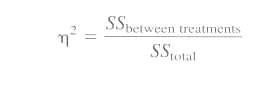 η² = SS_between treatments / SS_total